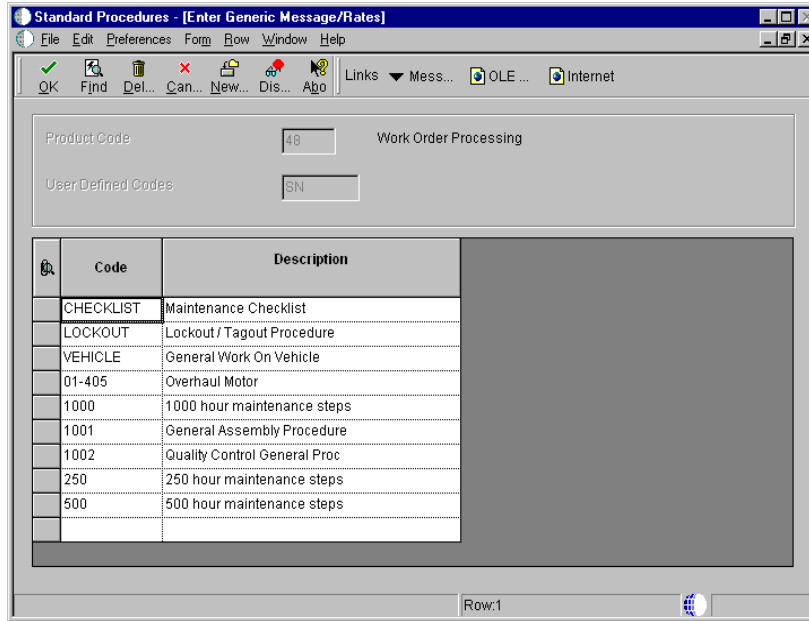 Standard Procedures - [Enter Generic Message/Rates]
File Edit Preferences Form Row Window Help
OK Find Del... Can... New... Dis... Abo Links Mess... OLE ... Internet
Product Code 48 Work Order Processing
User Defined Codes SN
Code Description
CHECKLIST Maintenance Checklist
LOCKOUT Lockout / Tagout Procedure
VEHICLE General Work On Vehicle
01-405 Overhaul Motor
1000 1000 hour maintenance steps
1001 General Assembly Procedure
1002 Quality Control General Proc
250 250 hour maintenance steps
500 500 hour maintenance steps
Row:1